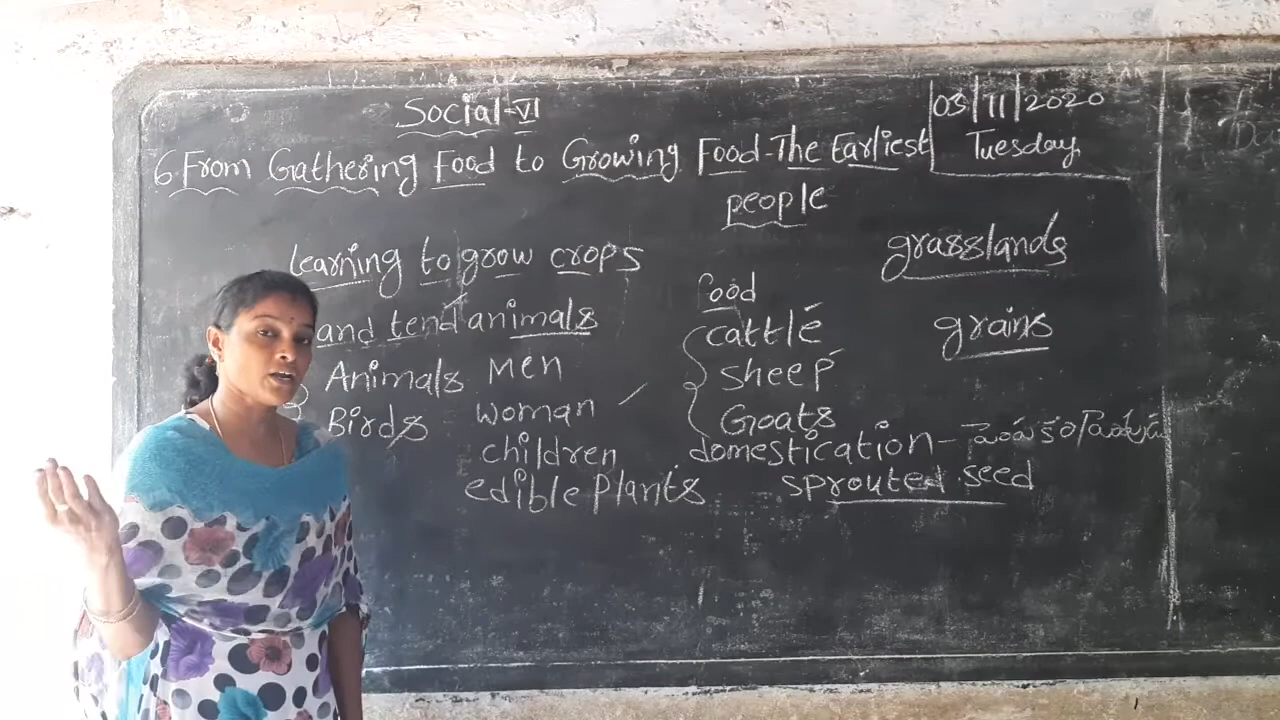 Social-VI
03/11/2020
Tuesday
6.From Gathering Food to Growing Food-The Earliest
people
learning to grow crops
and tend animals
Animals Men
Birds woman
children
edible plants
food
cattle
sheep
Goats
domestication-
sprouted seed
grasslands
grains